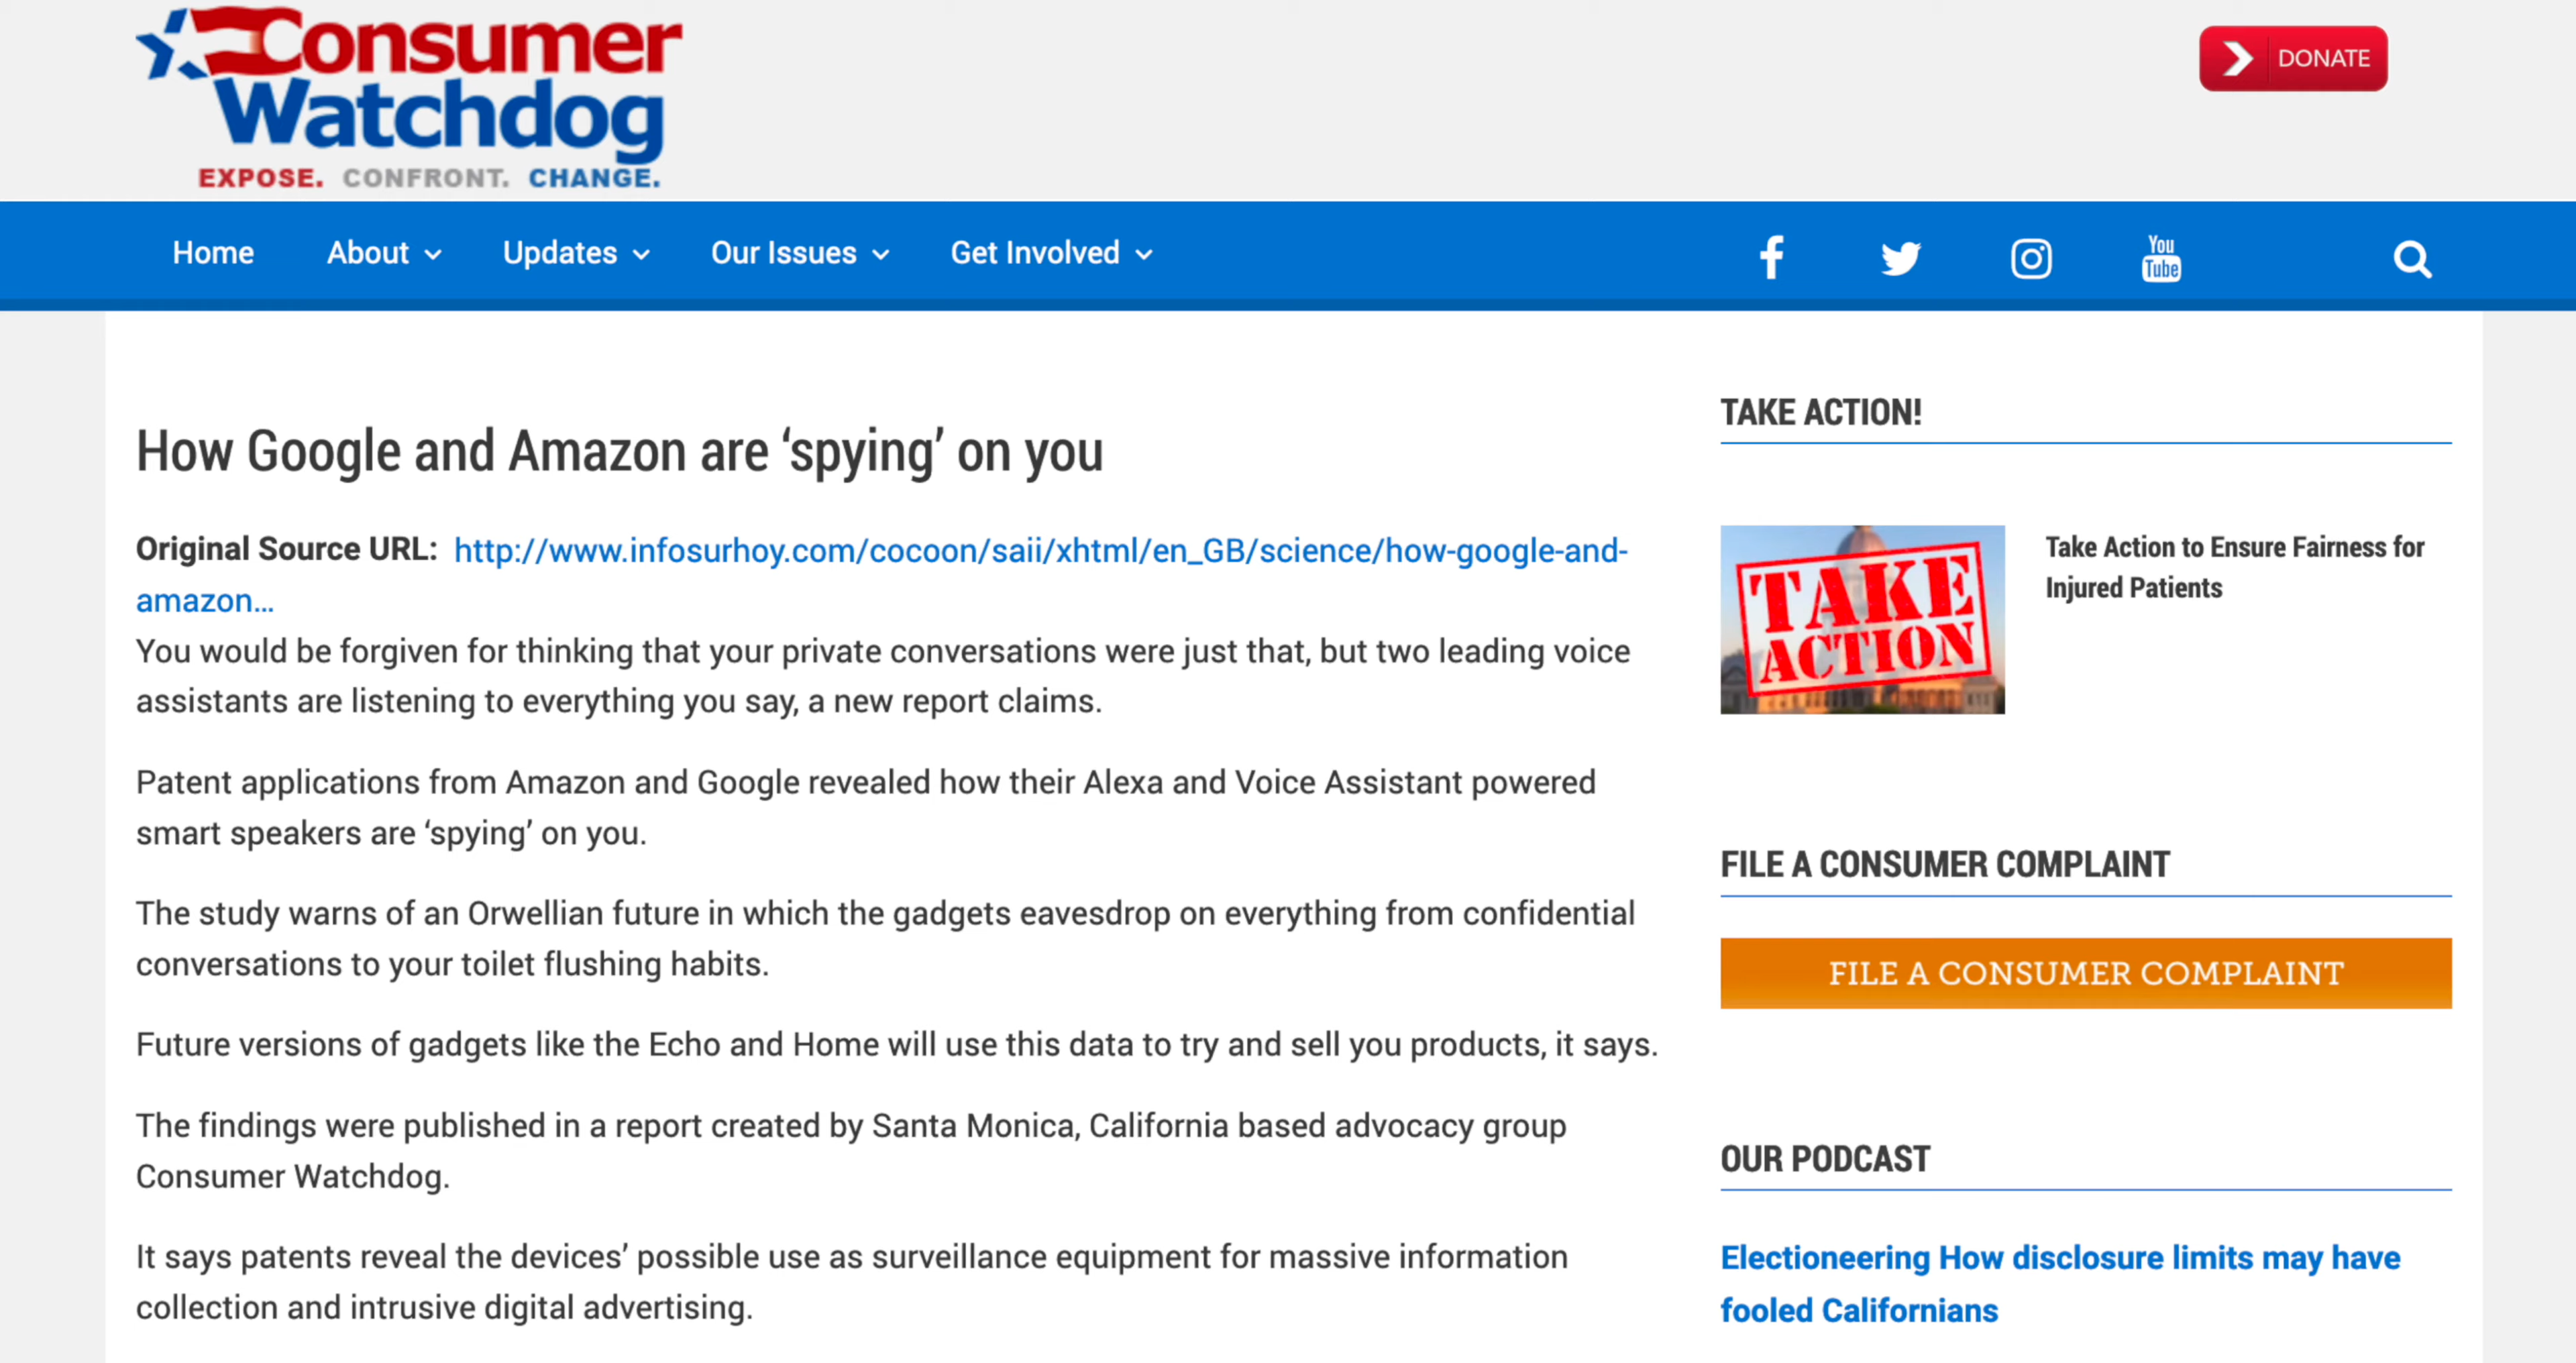 Consumer
Watchdog
EXPOSE. CONFRONT. CHANGE.
DONATE
Home About Updates Our Issues Get Involved
You
Tube
How Google and Amazon are ‘spying’ on you
Original Source URL: http://www.infosurhoy.com/cocoon/saii/xhtml/en_GB/science/how-google-and-
amazon...
You would be forgiven for thinking that your private conversations were just that, but two leading voice
assistants are listening to everything you say, a new report claims.
Patent applications from Amazon and Google revealed how their Alexa and Voice Assistant powered
smart speakers are ‘spying’ on you.
The study warns of an Orwellian future in which the gadgets eavesdrop on everything from confidential
conversations to your toilet flushing habits.
Future versions of gadgets like the Echo and Home will use this data to try and sell you products, it says.
The findings were published in a report created by Santa Monica, California based advocacy group
Consumer Watchdog.
It says patents reveal the devices’ possible use as surveillance equipment for massive information
collection and intrusive digital advertising.
TAKE ACTION!
TAKE
ACTION
Take Action to Ensure Fairness for
Injured Patients
FILE A CONSUMER COMPLAINT
FILE A CONSUMER COMPLAINT
OUR PODCAST
Electioneering How disclosure limits may have
fooled Californians